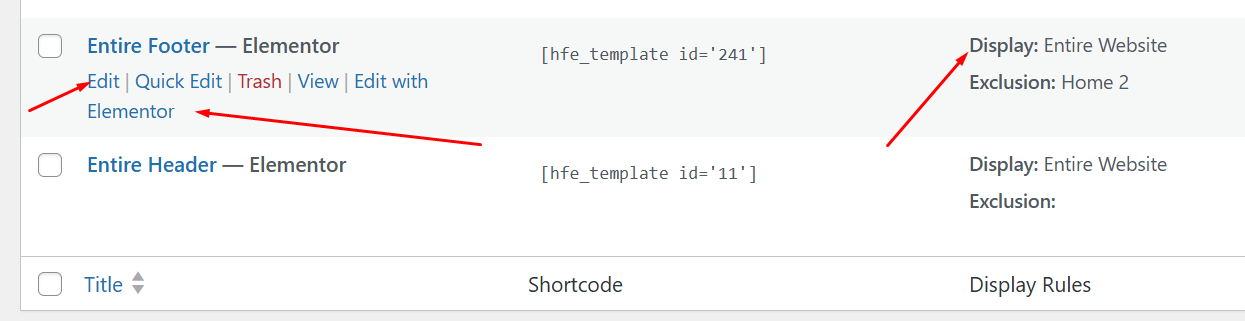 Entire Footer — Elementor
[hfe_template id='241']
Display: Entire Website
Edit | Quick Edit | Trash | View | Edit with
Elementor
Exclusion: Home 2
Entire Header — Elementor
[hfe_template id='11']
Display: Entire Website
Exclusion:
Title
Shortcode
Display Rules